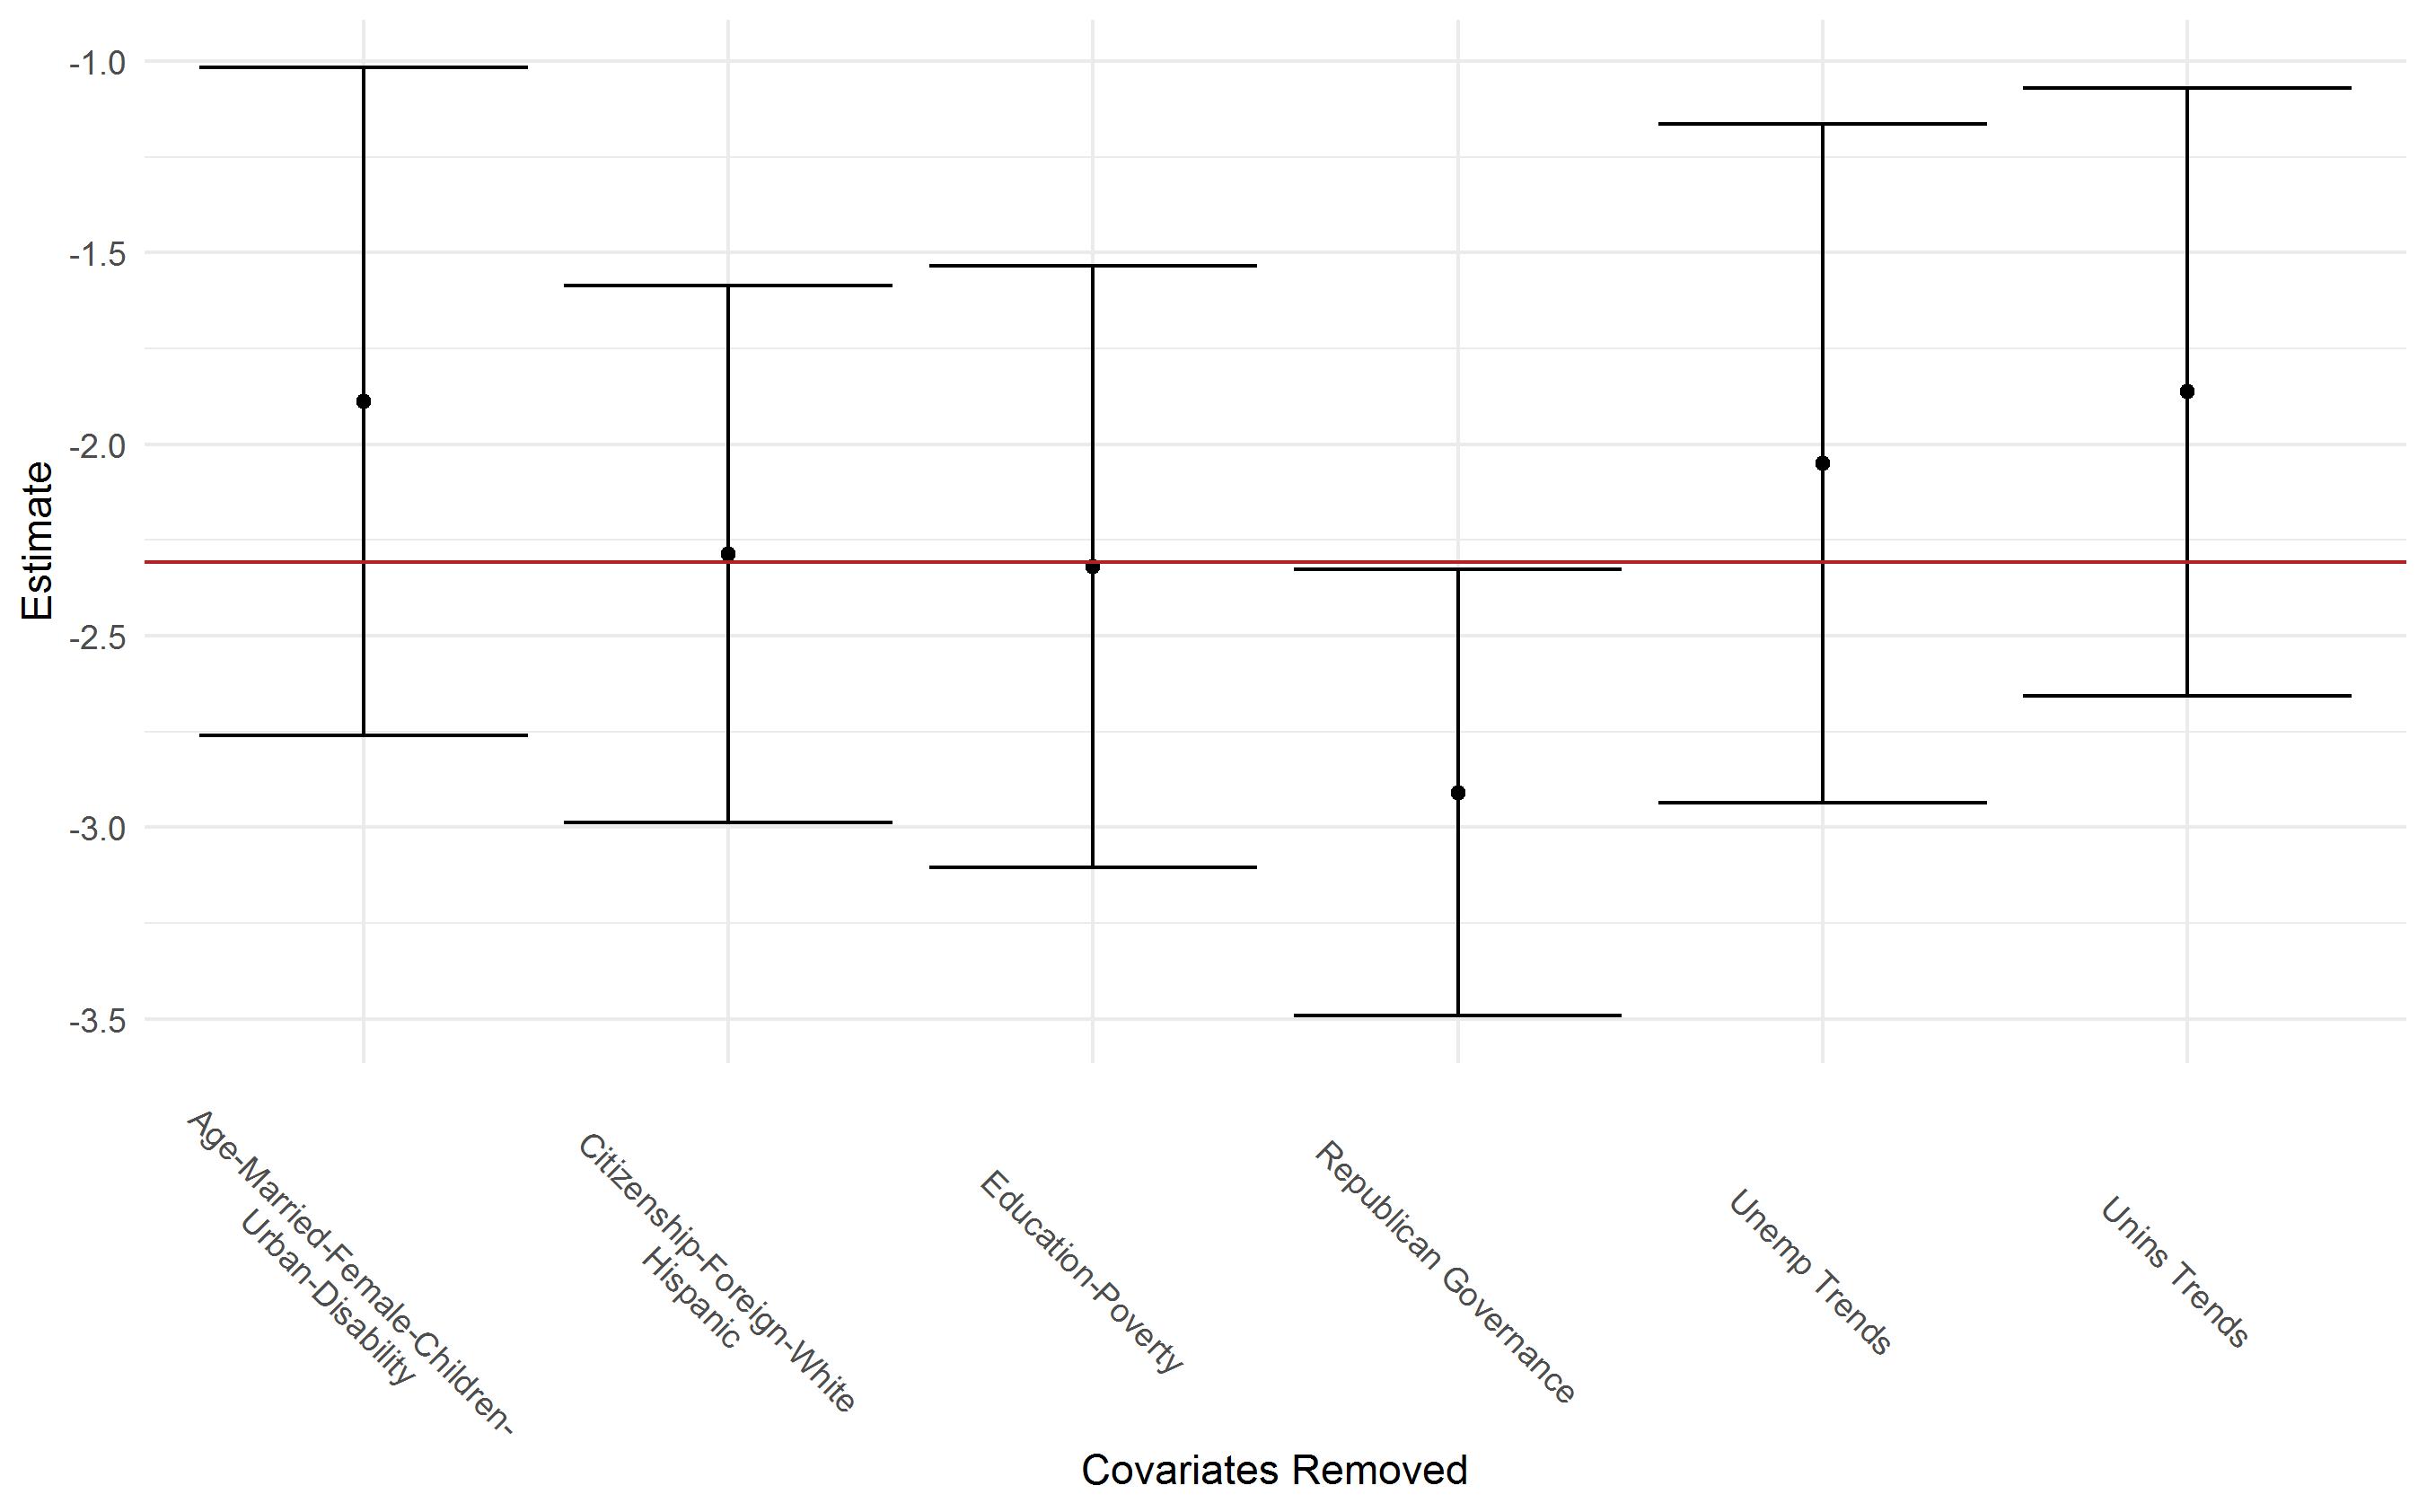 -1.0
-1.5
-2.0
-2.5
-3.0
-3.5
Estimate
Age-Married-Female-Children-
Urban-Disability
Citizenship-Foreign-White
Hispanic
Education-Poverty
Republican Governance
Unemp Trends
Unins Trends
Covariates Removed